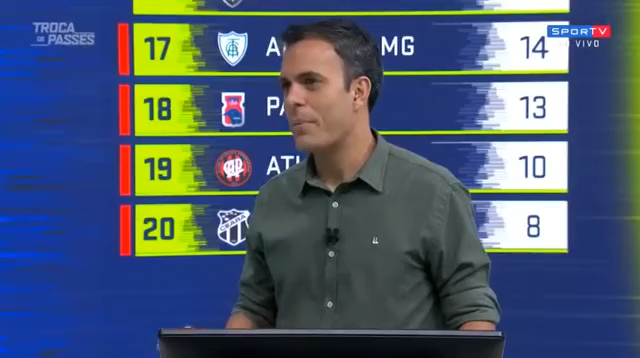 TROCA
DE PASSES
SPORTV
AO VIVO
17 A MG 14
18 PA 13
19 ATL 10
20 8